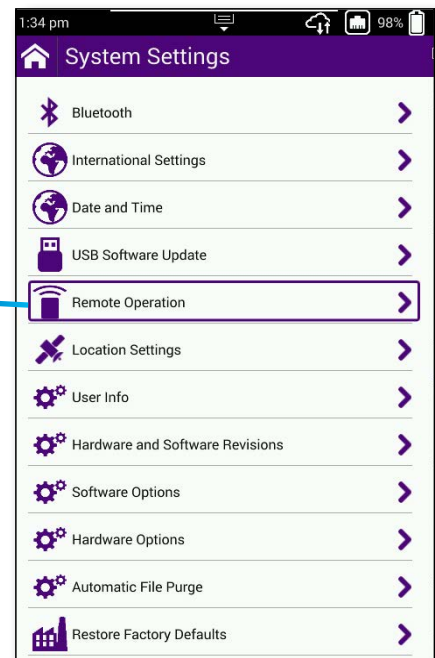 1:34 pm 98%
System Settings
Bluetooth
International Settings
Date and Time
USB Software Update
Remote Operation
Location Settings
User Info
Hardware and Software Revisions
Software Options
Hardware Options
Automatic File Purge
Restore Factory Defaults